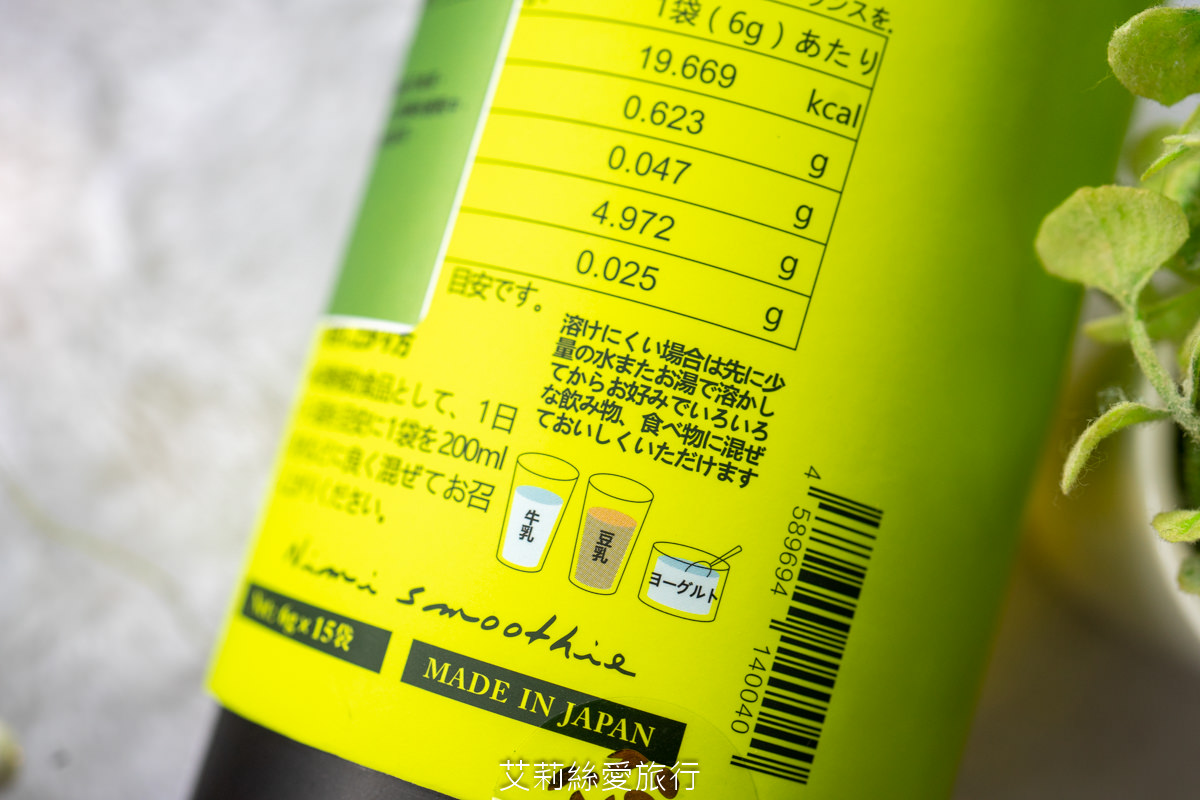 ランスを.
1袋(6g)あたり
19.669 kcal
0.623 g
0.047 g
4.972 g
0.025 g
目安です。
溶けにくい場合は先に少
量の水またお湯で溶かし
てからお好みでいろいろ
な飲み物、食べ物に混ぜ
ておいしくいただけます
食品として、1日
に1袋を200ml
に良く混ぜてお召
ください。
牛乳
豆乳
ヨーグルト
Nimi smoothie
6g×15袋
MADE IN JAPAN
4 589694 140040
艾莉絲愛旅行